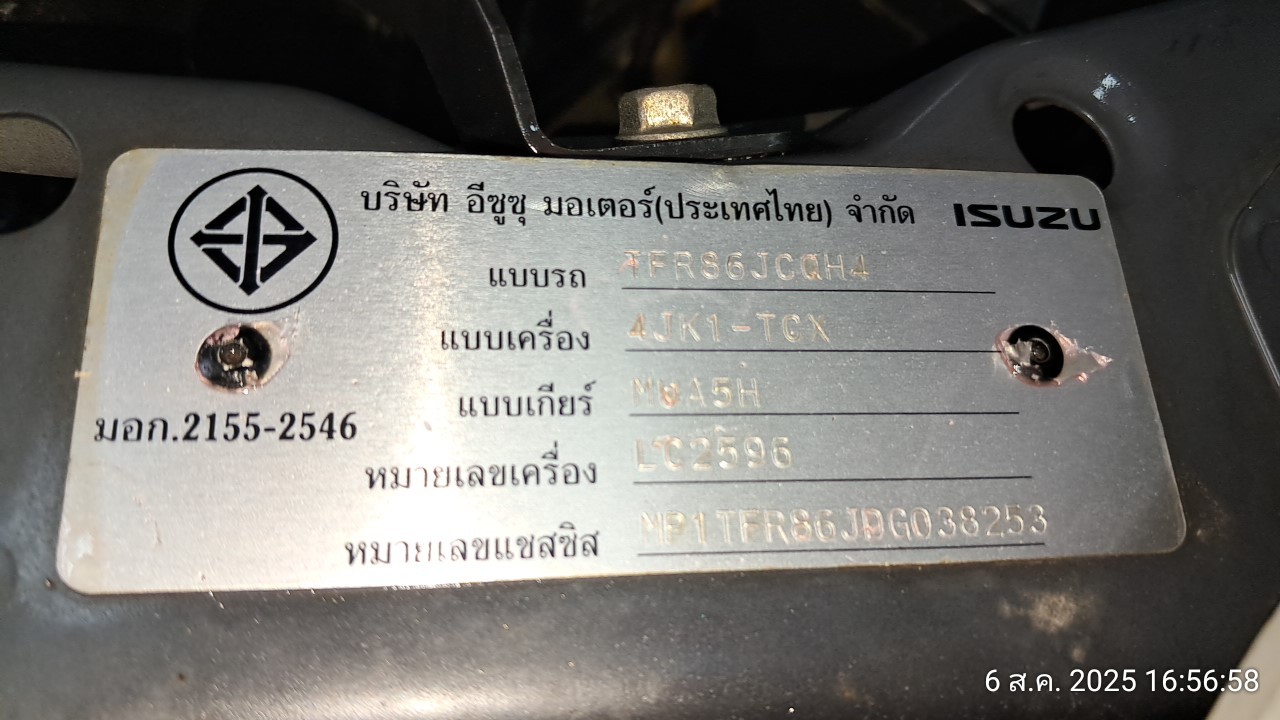 บริษัท อีซูซุ มอเตอร์(ประเทศไทย) จำกัด ISUZU
แบบรถ TFR86JCQH4
แบบเครื่อง 4JK1-TCX
แบบเกียร์ MUA5H
มอก.2155-2546
หมายเลขเครื่อง LC2596
หมายเลขแชสซิส MP1TFR86JDG038253
6 ส.ค. 2025 16:56:58